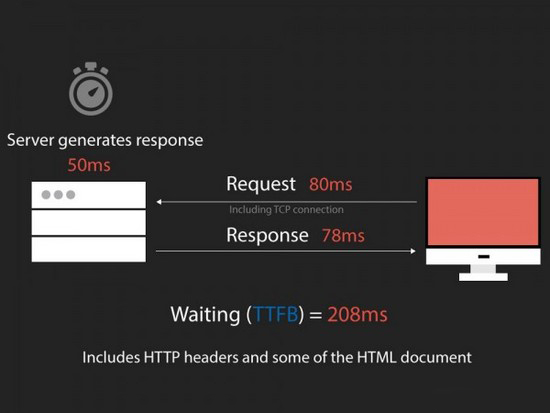 Server generates response
50ms
Request 80ms
Including TCP connection
Response 78ms
Waiting (TTFB) = 208ms
Includes HTTP headers and some of the HTML document